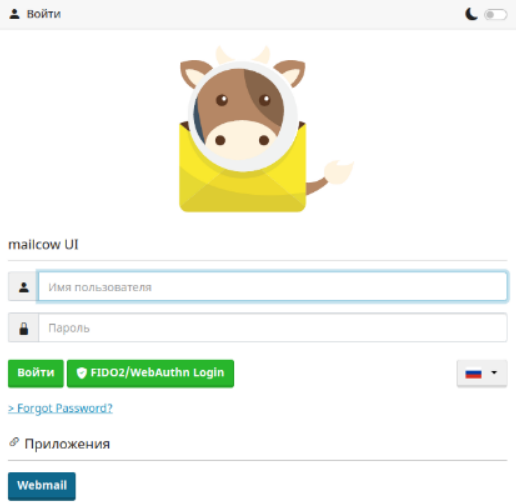 Войти
mailcow UI
Имя пользователя
Пароль
Войти FIDO2/WebAuthn Login
> Forgot Password?
Приложения
Webmail